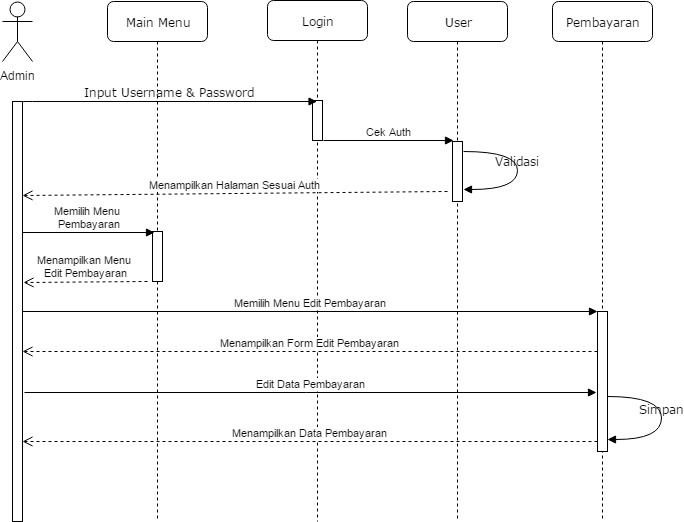 Main Menu
Login
User
Pembayaran
Admin
Input Username & Password
Cek Auth
Validasi
Menampilkan Halaman Sesuai Auth
Memilih Menu
Pembayaran
Menampilkan Menu
Edit Pembayaran
Memilih Menu Edit Pembayaran
Menampilkan Form Edit Pembayaran
Edit Data Pembayaran
Simpan
Menampilkan Data Pembayaran